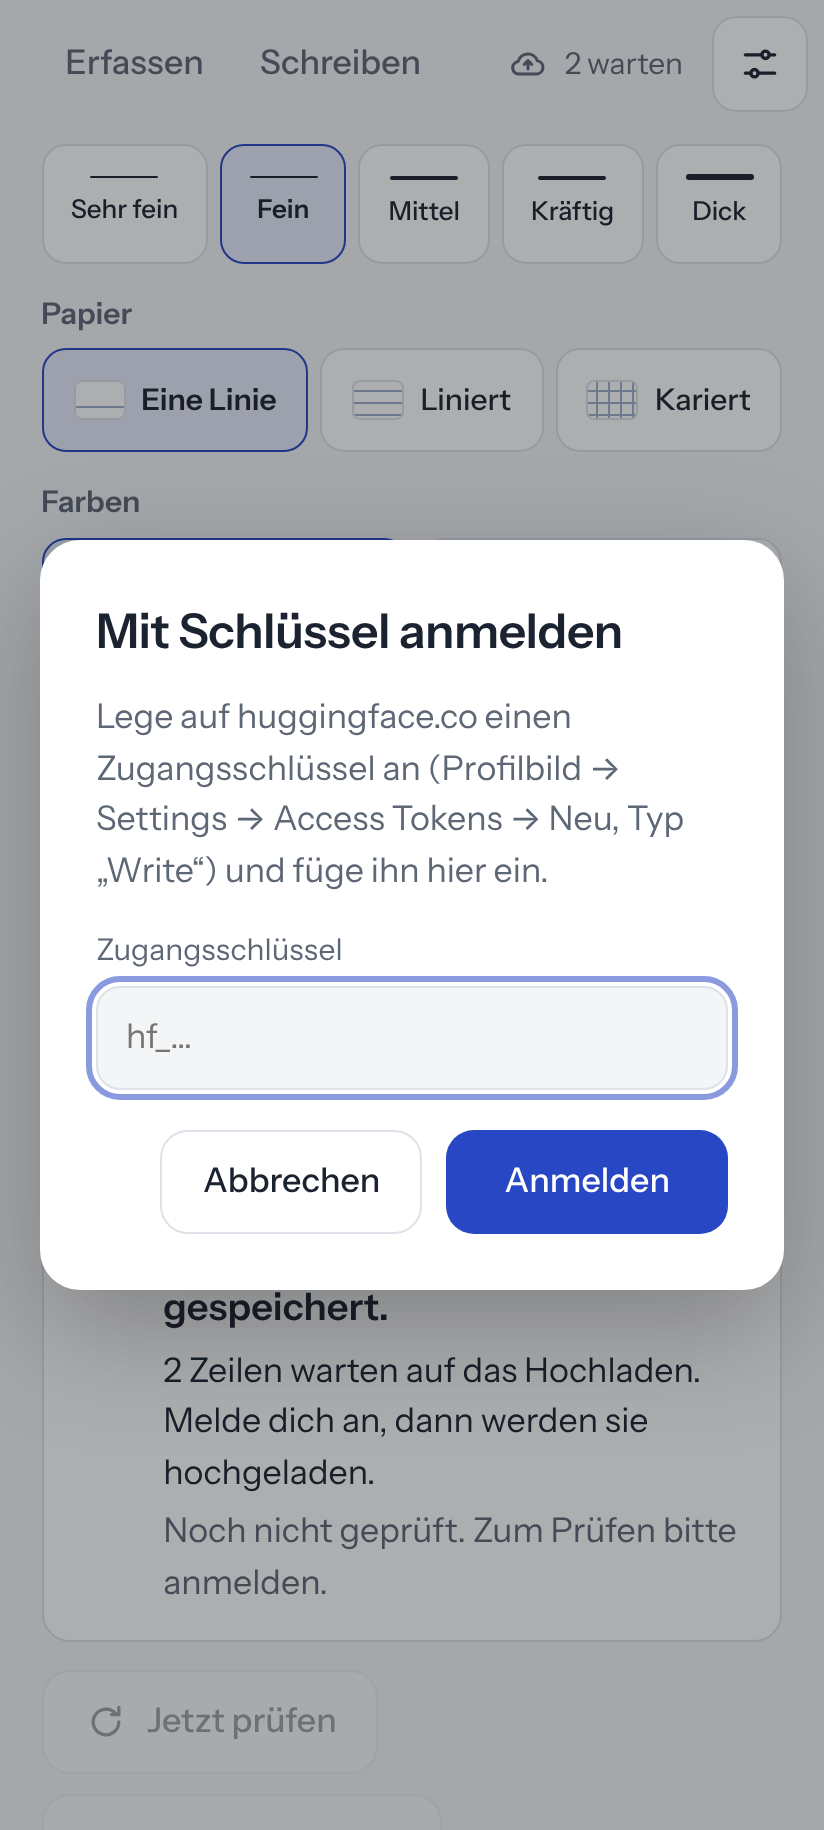 Erfassen Schreiben 2 warten
Sehr fein Fein Mittel Kräftig Dick
Papier
Eine Linie Liniert Kariert
Farben
Mit Schlüssel anmelden
Lege auf huggingface.co einen
Zugangsschlüssel an (Profilbild →
Settings → Access Tokens → Neu, Typ
„Write“) und füge ihn hier ein.
Zugangsschlüssel
hf_...
Abbrechen Anmelden
gespeichert.
2 Zeilen warten auf das Hochladen.
Melde dich an, dann werden sie
hochgeladen.
Noch nicht geprüft. Zum Prüfen bitte
anmelden.
Jetzt prüfen